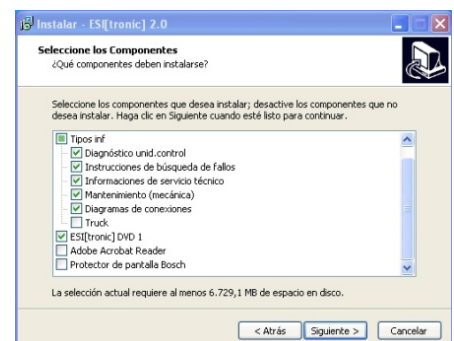 Instalar - ESI[tronic] 2.0
Seleccione los Componentes
¿Qué componentes deben instalarse?
Seleccione los componentes que desea instalar; desactive los componentes que no
desea instalar. Haga clic en Siguiente cuando esté listo para continuar.
Tipos inf
Diagnóstico unid.control
Instrucciones de búsqueda de fallos
Informaciones de servicio técnico
Mantenimiento (mecánica)
Diagramas de conexiones
Truck
ESI[tronic] DVD 1
Adobe Acrobat Reader
Protector de pantalla Bosch
La selección actual requiere al menos 6.729,1 MB de espacio en disco.
< Atrás Siguiente > Cancelar